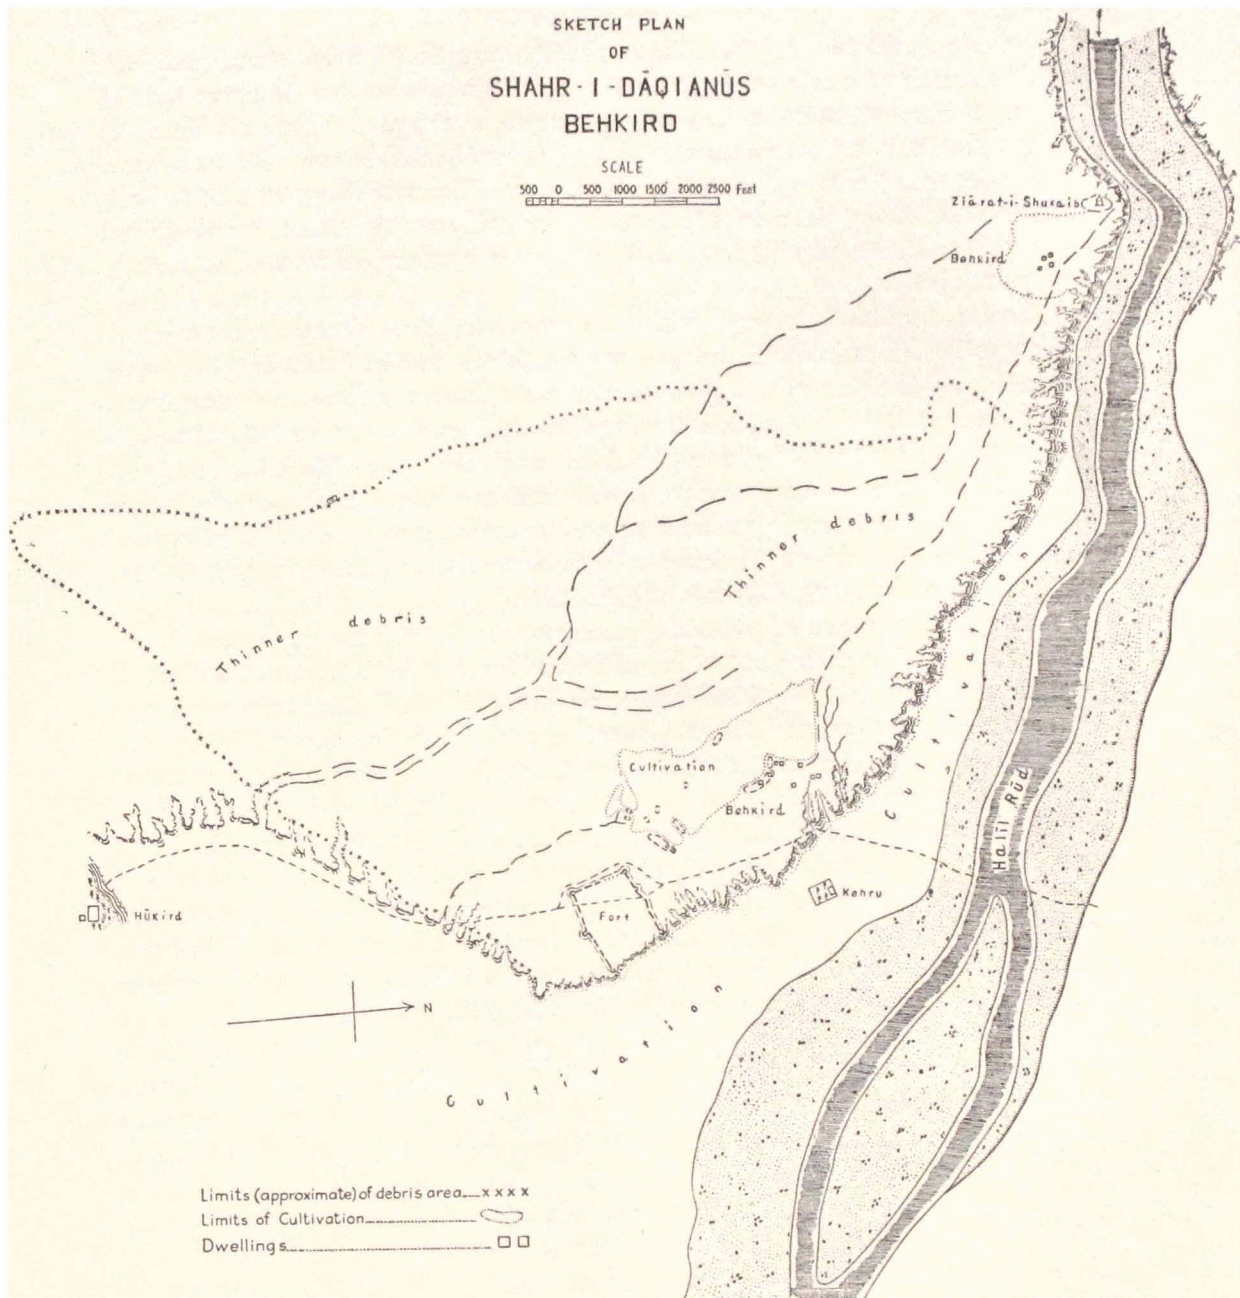 SKETCH PLAN
OF
SHAHR-I-DĀQIANŪS
BEHKIRD
SCALE
500 0 500 1000 1500 2000 2500 Feet
Ziārat-i-Shuraib
Behkird
Thinner debris
Thinner debris
Cultivation
Cultivation
Behkird
Halīl Rūd
Kahru
Hūkird
Fort
N
Cultivation
Limits (approximate) of debris area xxxx
Limits of Cultivation
Dwellings